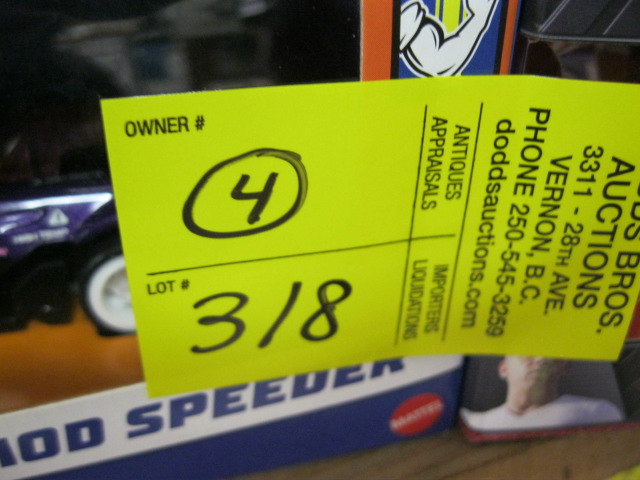 OWNER #
4
LOT #
318
ANTIQUES
APPRAISALS
IMPORTERS
LIQUIDATIONS
BROS.
AUCTIONS
3311 - 28TH AVE.
VERNON, B.C.
PHONE 250-545-3259
doddsauctions.com
MOD SPEEDER
MATTEL